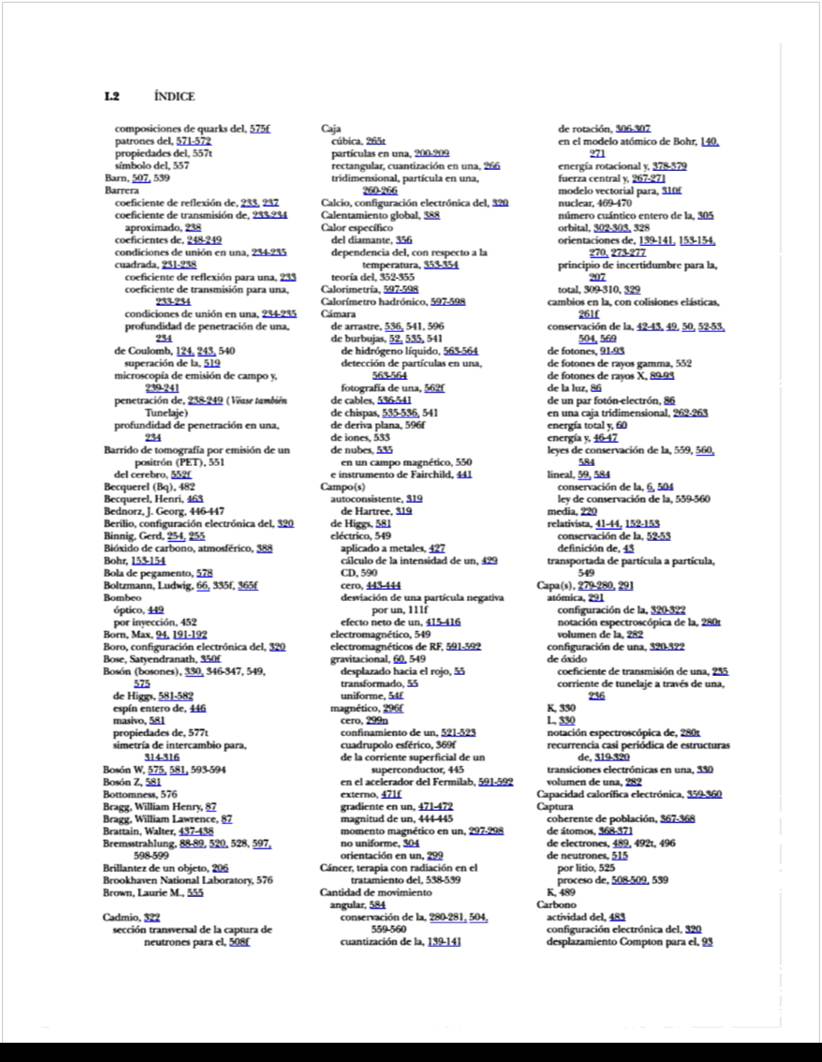 I.2 ÍNDICE
composiciones de quarks del, 575f
patrones del, 571-572
propiedades del, 557t
símbolo del, 557
Barn, 507, 539
Barrera
coeficiente de reflexión de, 233, 237
coeficiente de transmisión de, 233-234
aproximado, 238
coeficientes de, 248-249
condiciones de unión en una, 234-235
cuadrada, 231-238
coeficiente de reflexión para una, 233
coeficiente de transmisión para una,
233-234
condiciones de unión en una, 234-235
profundidad de penetración de una,
234
de Coulomb, 124, 243, 540
superación de la, 519
microscopía de emisión de campo y,
239-241
penetración de, 238-249 (Véase también
Tunelaje)
profundidad de penetración en una,
234
Barrido de tomografía por emisión de un
positrón (PET), 551
del cerebro, 552f
Becquerel (Bq), 482
Becquerel, Henri, 463
Bednorz, J. Georg, 446-447
Berilio, configuración electrónica del, 320
Binnig, Gerd, 254, 255
Bióxido de carbono, atmosférico, 388
Bohr, 153-154
Bola de pegamento, 578
Boltzmann, Ludwig, 66, 335f, 365f
Bombeo
óptico, 449
por inyección, 452
Born, Max, 94, 191-192
Boro, configuración electrónica del, 320
Bose, Satyendranath, 350f
Bosón (bosones), 330, 346-347, 549,
575
de Higgs, 581-582
espín entero de, 446
masivo, 581
propiedades de, 577t
simetría de intercambio para,
314-316
Bosón W, 575, 581, 593-594
Bosón Z, 581
Bottomness, 576
Bragg, William Henry, 87
Bragg, William Lawrence, 87
Brattain, Walter, 437-438
Bremsstrahlung, 88-89, 520, 528, 597,
598-599
Brillantez de un objeto, 206
Brookhaven National Laboratory, 576
Brown, Laurie M., 555
Cadmio, 322
sección transversal de la captura de
neutrones para el, 508f
Caja
cúbica, 265t
partículas en una, 200-209
rectangular, cuantización en una, 266
tridimensional, partícula en una,
260-266
Calcio, configuración electrónica del, 320
Calentamiento global, 388
Calor específico
del diamante, 356
dependencia del, con respecto a la
temperatura, 353-354
teoría del, 352-355
Calorimetría, 597-598
Calorímetro hadrónico, 597-598
Cámara
de arrastre, 536, 541, 596
de burbujas, 52, 535, 541
de hidrógeno líquido, 563-564
detección de partículas en una,
563-564
fotografía de una, 562f
de cables, 536-541
de chispas, 535-536, 541
de deriva plana, 596f
de iones, 533
de nubes, 535
en un campo magnético, 550
e instrumento de Fairchild, 441
Campo(s)
autoconsistente, 319
de Hartree, 319
de Higgs, 581
eléctrico, 549
aplicado a metales, 427
cálculo de la intensidad de un, 429
CD, 590
cero, 443-444
desviación de una partícula negativa
por un, 111f
efecto neto de un, 415-416
electromagnético, 549
electromagnéticos de RF, 591-592
gravitacional, 60, 549
desplazado hacia el rojo, 55
transformado, 55
uniforme, 54f
magnético, 296f
cero, 299n
confinamiento de un, 521-523
cuadrupolo esférico, 369f
de la corriente superficial de un
superconductor, 445
en el acelerador del Fermilab, 591-592
externo, 471f
gradiente en un, 471-472
magnitud de un, 444-445
momento magnético en un, 297-298
no uniforme, 304
orientación en un, 299
Cáncer, terapia con radiación en el
tratamiento del, 538-539
Cantidad de movimiento
angular, 584
conservación de la, 280-281, 504,
559-560
cuantización de la, 139-141
de rotación, 306-307
en el modelo atómico de Bohr, 140,
271
energía rotacional y, 378-379
fuerza central y, 267-271
modelo vectorial para, 310f
nuclear, 469-470
número cuántico entero de la, 305
orbital, 302-303, 328
orientaciones de, 139-141, 153-154,
270, 273-277
principio de incertidumbre para la,
207
total, 309-310, 329
cambios en la, con colisiones elásticas,
261f
conservación de la, 42-43, 49, 50, 52-53,
504, 569
de fotones, 91-93
de fotones de rayos gamma, 552
de fotones de rayos X, 89-93
de la luz, 86
de un par fotón-electrón, 86
en una caja tridimensional, 262-263
energía total y, 60
energía y, 46-47
leyes de conservación de la, 559, 560,
584
lineal, 59, 584
conservación de la, 6, 504
ley de conservación de la, 559-560
media, 220
relativista, 41-44, 152-153
conservación de la, 52-53
definición de, 43
transportada de partícula a partícula,
549
Capa(s), 279-280, 291
atómica, 291
configuración de la, 320-322
notación espectroscópica de la, 280t
volumen de la, 282
configuración de una, 320-322
de óxido
coeficiente de transmisión de una, 235
corriente de tunelaje a través de una,
236
K, 330
L, 330
notación espectroscópica de, 280t
recurrencia casi periódica de estructuras
de, 319-320
transiciones electrónicas en una, 330
volumen de una, 282
Capacidad calorífica electrónica, 359-360
Captura
coherente de población, 367-368
de átomos, 368-371
de electrones, 489, 492t, 496
de neutrones, 515
por litio, 525
proceso de, 508-509, 539
K, 489
Carbono
actividad del, 483
configuración electrónica del, 320
desplazamiento Compton para el, 93